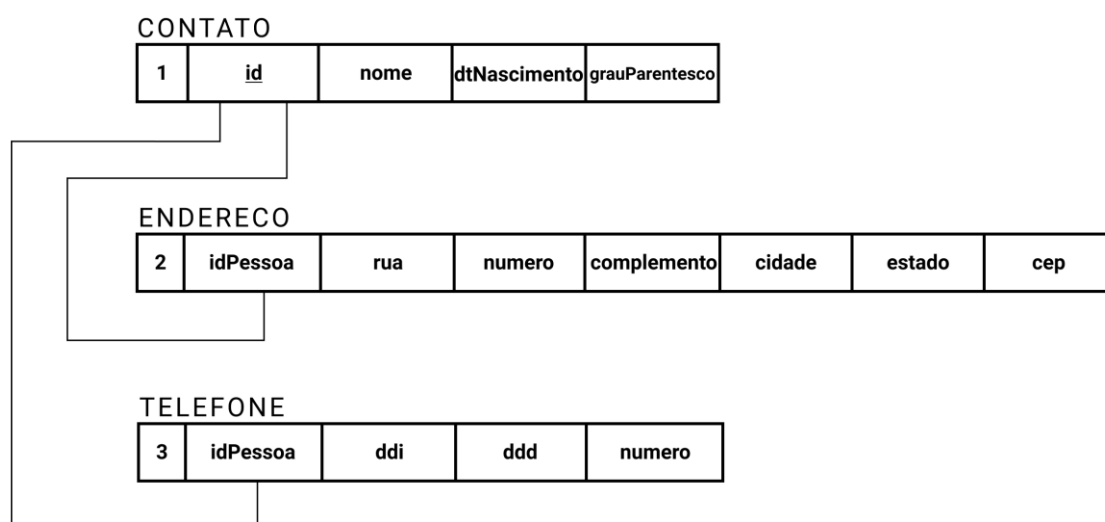 CONTATO
1 id nome dtNascimento grauParentesco
ENDERECO
2 idPessoa rua numero complemento cidade estado cep
TELEFONE
3 idPessoa ddi ddd numero